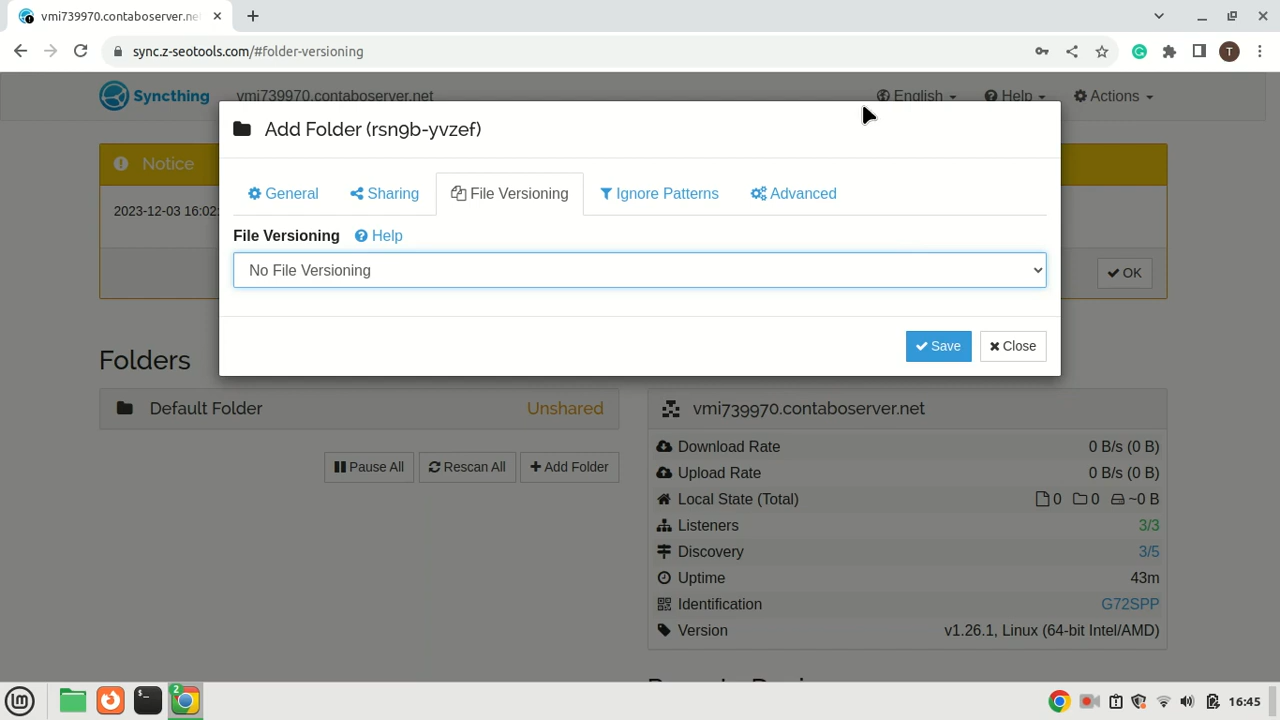 vmi739970.contaboserver.ne
sync.z-seotools.com/#folder-versioning
T
Syncthing
vmi739970.contaboserver.net
English
Help
Actions
Add Folder (rsn9b-yvzef)
Notice
General
Sharing
File Versioning
Ignore Patterns
Advanced
2023-12-03 16:02:
File Versioning
Help
No File Versioning
OK
Save
Close
Folders
Default Folder
Unshared
vmi739970.contaboserver.net
Pause All
Rescan All
Add Folder
Download Rate
0 B/s (0 B)
Upload Rate
0 B/s (0 B)
Local State (Total)
0
0
~0 B
Listeners
3/3
Discovery
3/5
Uptime
43m
Identification
G72SPP
Version
v1.26.1, Linux (64-bit Intel/AMD)
2
16:45